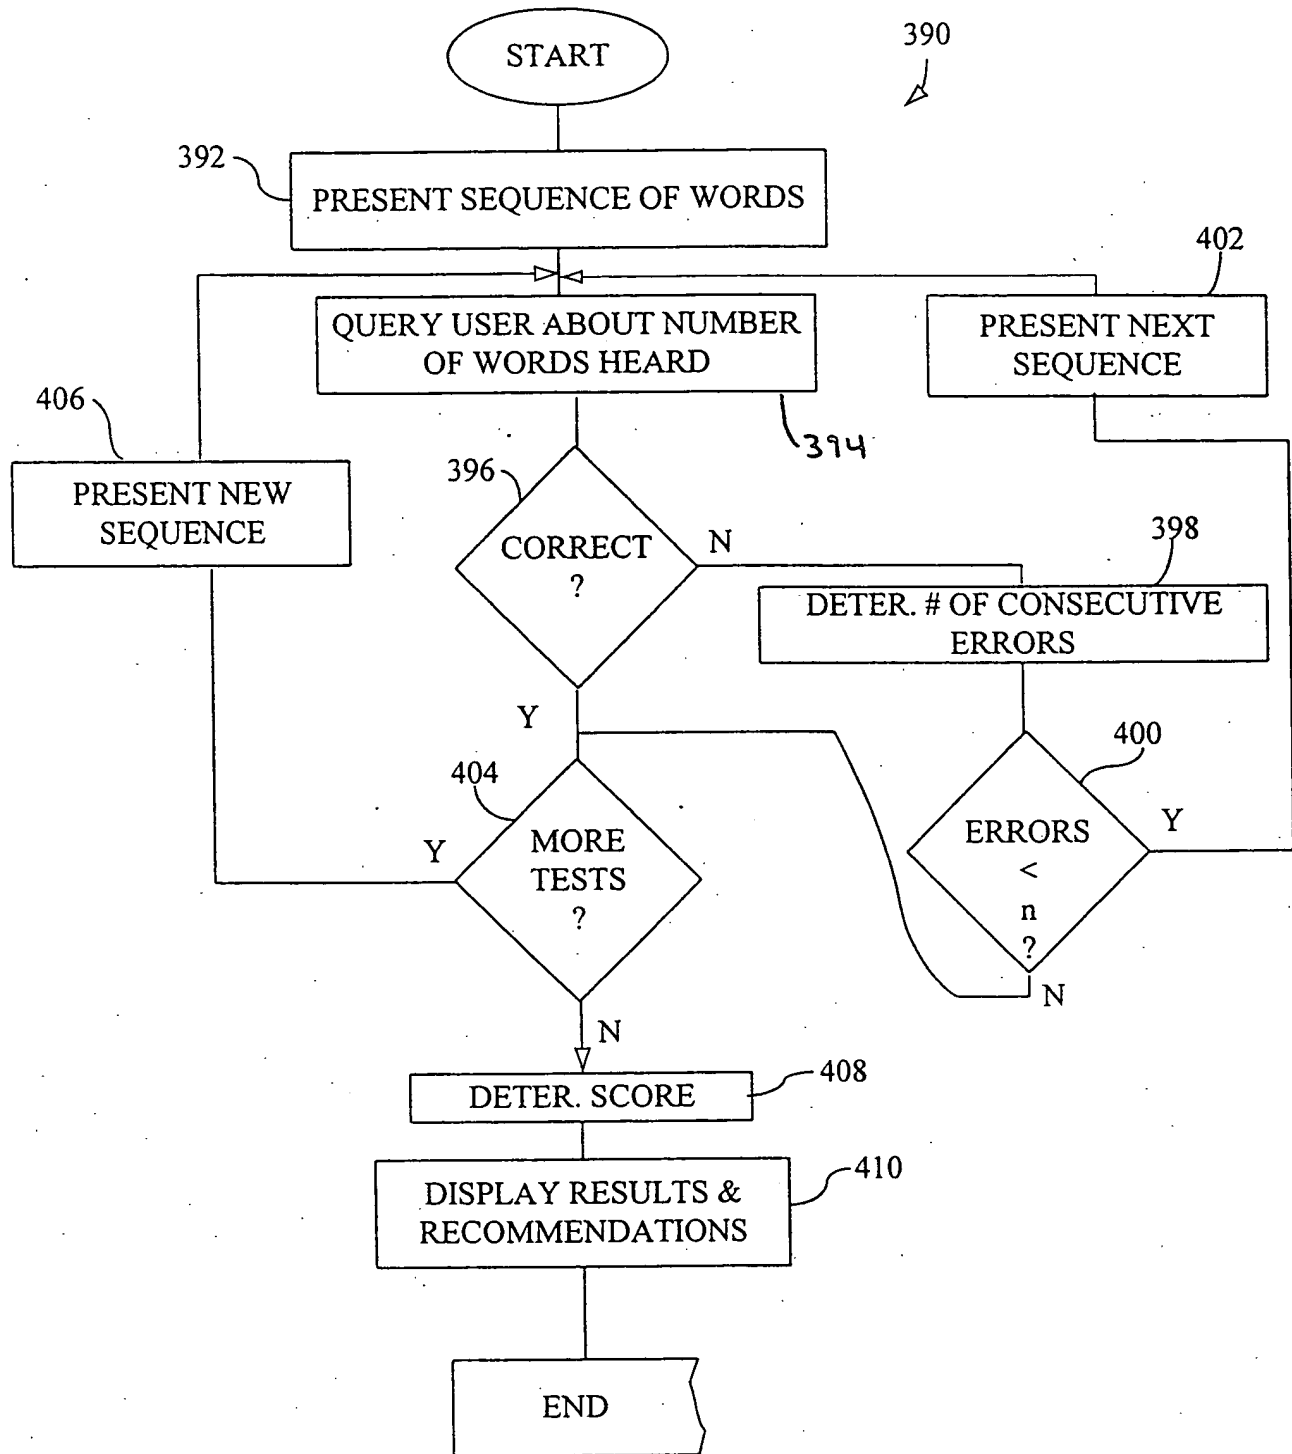 START
390
392
PRESENT SEQUENCE OF WORDS
402
QUERY USER ABOUT NUMBER
OF WORDS HEARD
PRESENT NEXT
SEQUENCE
406
394
PRESENT NEW
SEQUENCE
396
CORRECT
?
N
398
DETER. # OF CONSECUTIVE
ERRORS
Y
400
404
MORE
TESTS
?
Y
ERRORS
<
n
?
Y
N
N
DETER. SCORE
408
DISPLAY RESULTS &
RECOMMENDATIONS
410
END